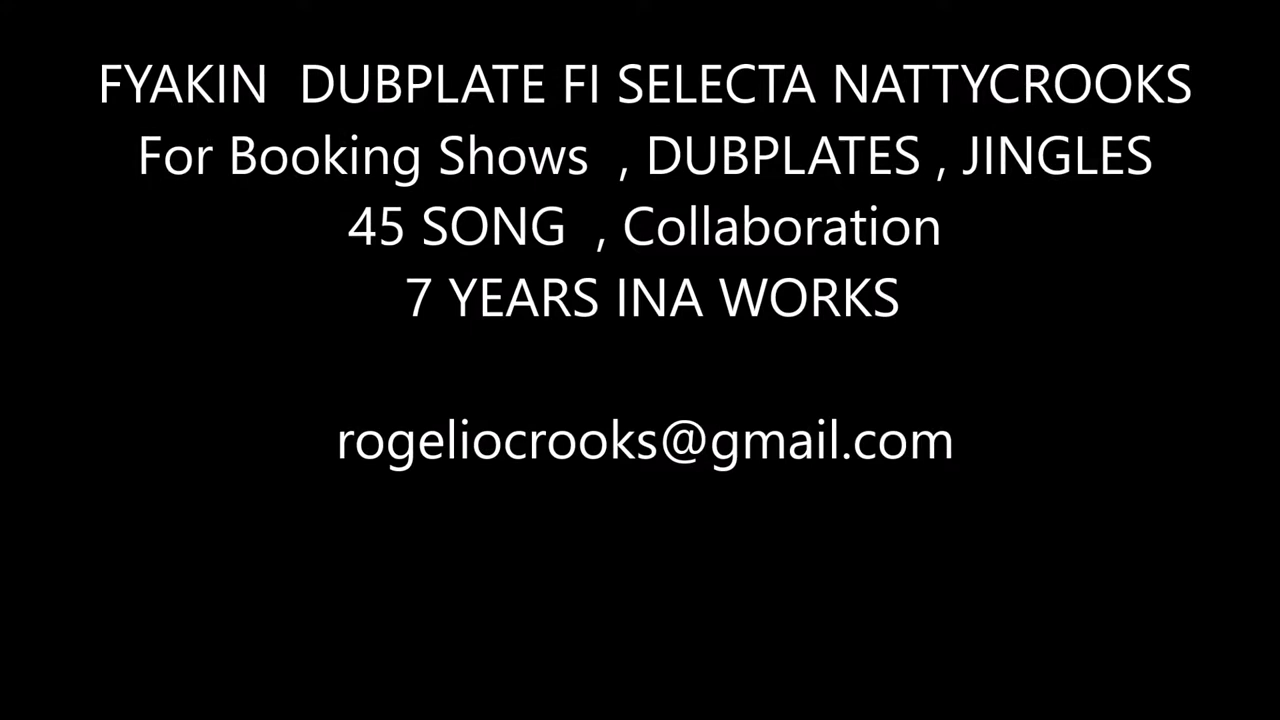 FYAKIN  DUBPLATE FI SELECTA NATTYCROOKS
For Booking Shows  , DUBPLATES , JINGLES
45 SONG  , Collaboration
7 YEARS INA WORKS
rogeliocrooks@gmail.com